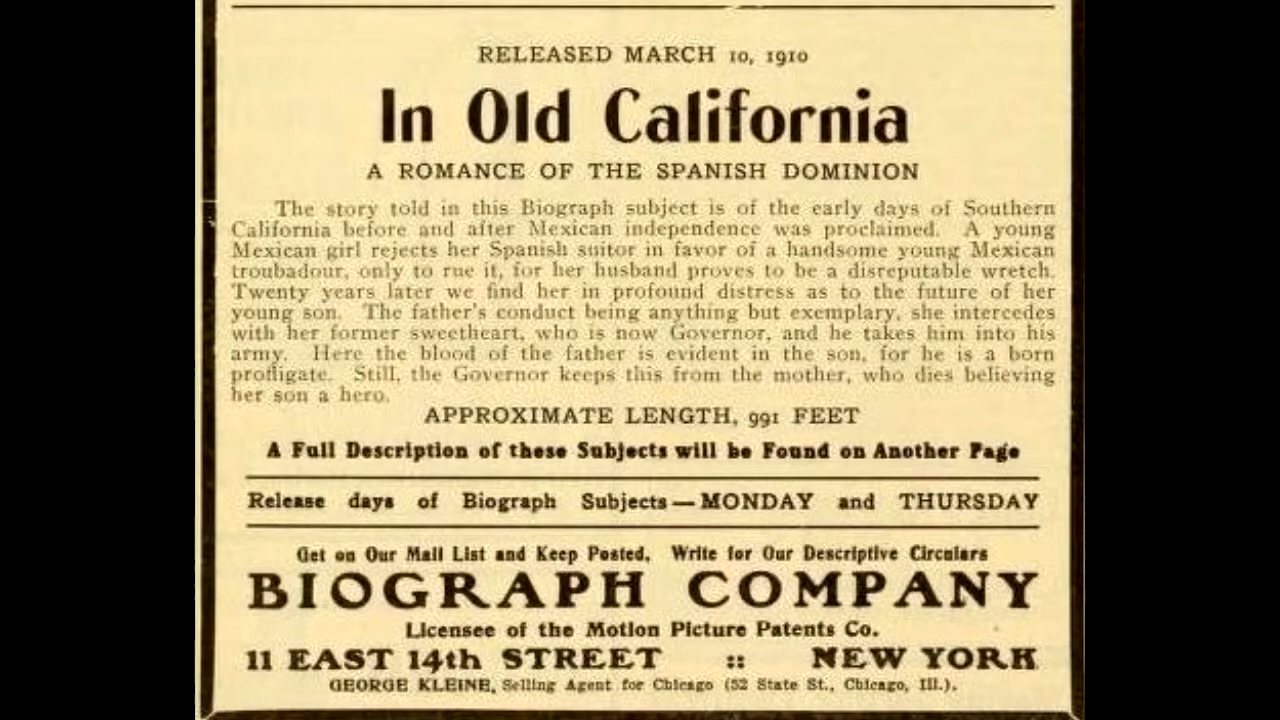 RELEASED MARCH 10, 1910
In Old California
A ROMANCE OF THE SPANISH DOMINION
The story told in this Biograph subject is of the early days of Southern
California before and after Mexican independence was proclaimed. A young
Mexican girl rejects her Spanish suitor in favor of a handsome young Mexican
troubadour, only to rue it, for her husband proves to be a disreputable wretch.
Twenty years later we find her in profound distress as to the future of her
young son. The father's conduct being anything but exemplary, she intercedes
with her former sweetheart, who is now Governor, and he takes him into his
army. Here the blood of the father is evident in the son, for he is a born
profligate. Still, the Governor keeps this from the mother, who dies believing
her son a hero.
APPROXIMATE LENGTH, 991 FEET
A Full Description of these Subjects will be Found on Another Page
Release days of Biograph Subjects—MONDAY and THURSDAY
Get on Our Mail List and Keep Posted. Write for Our Descriptive Circulars
BIOGRAPH COMPANY
Licensee of the Motion Picture Patents Co.
11 EAST 14th STREET :: NEW YORK
GEORGE KLEINE, Selling Agent for Chicago (52 State St., Chicago, Ill.).